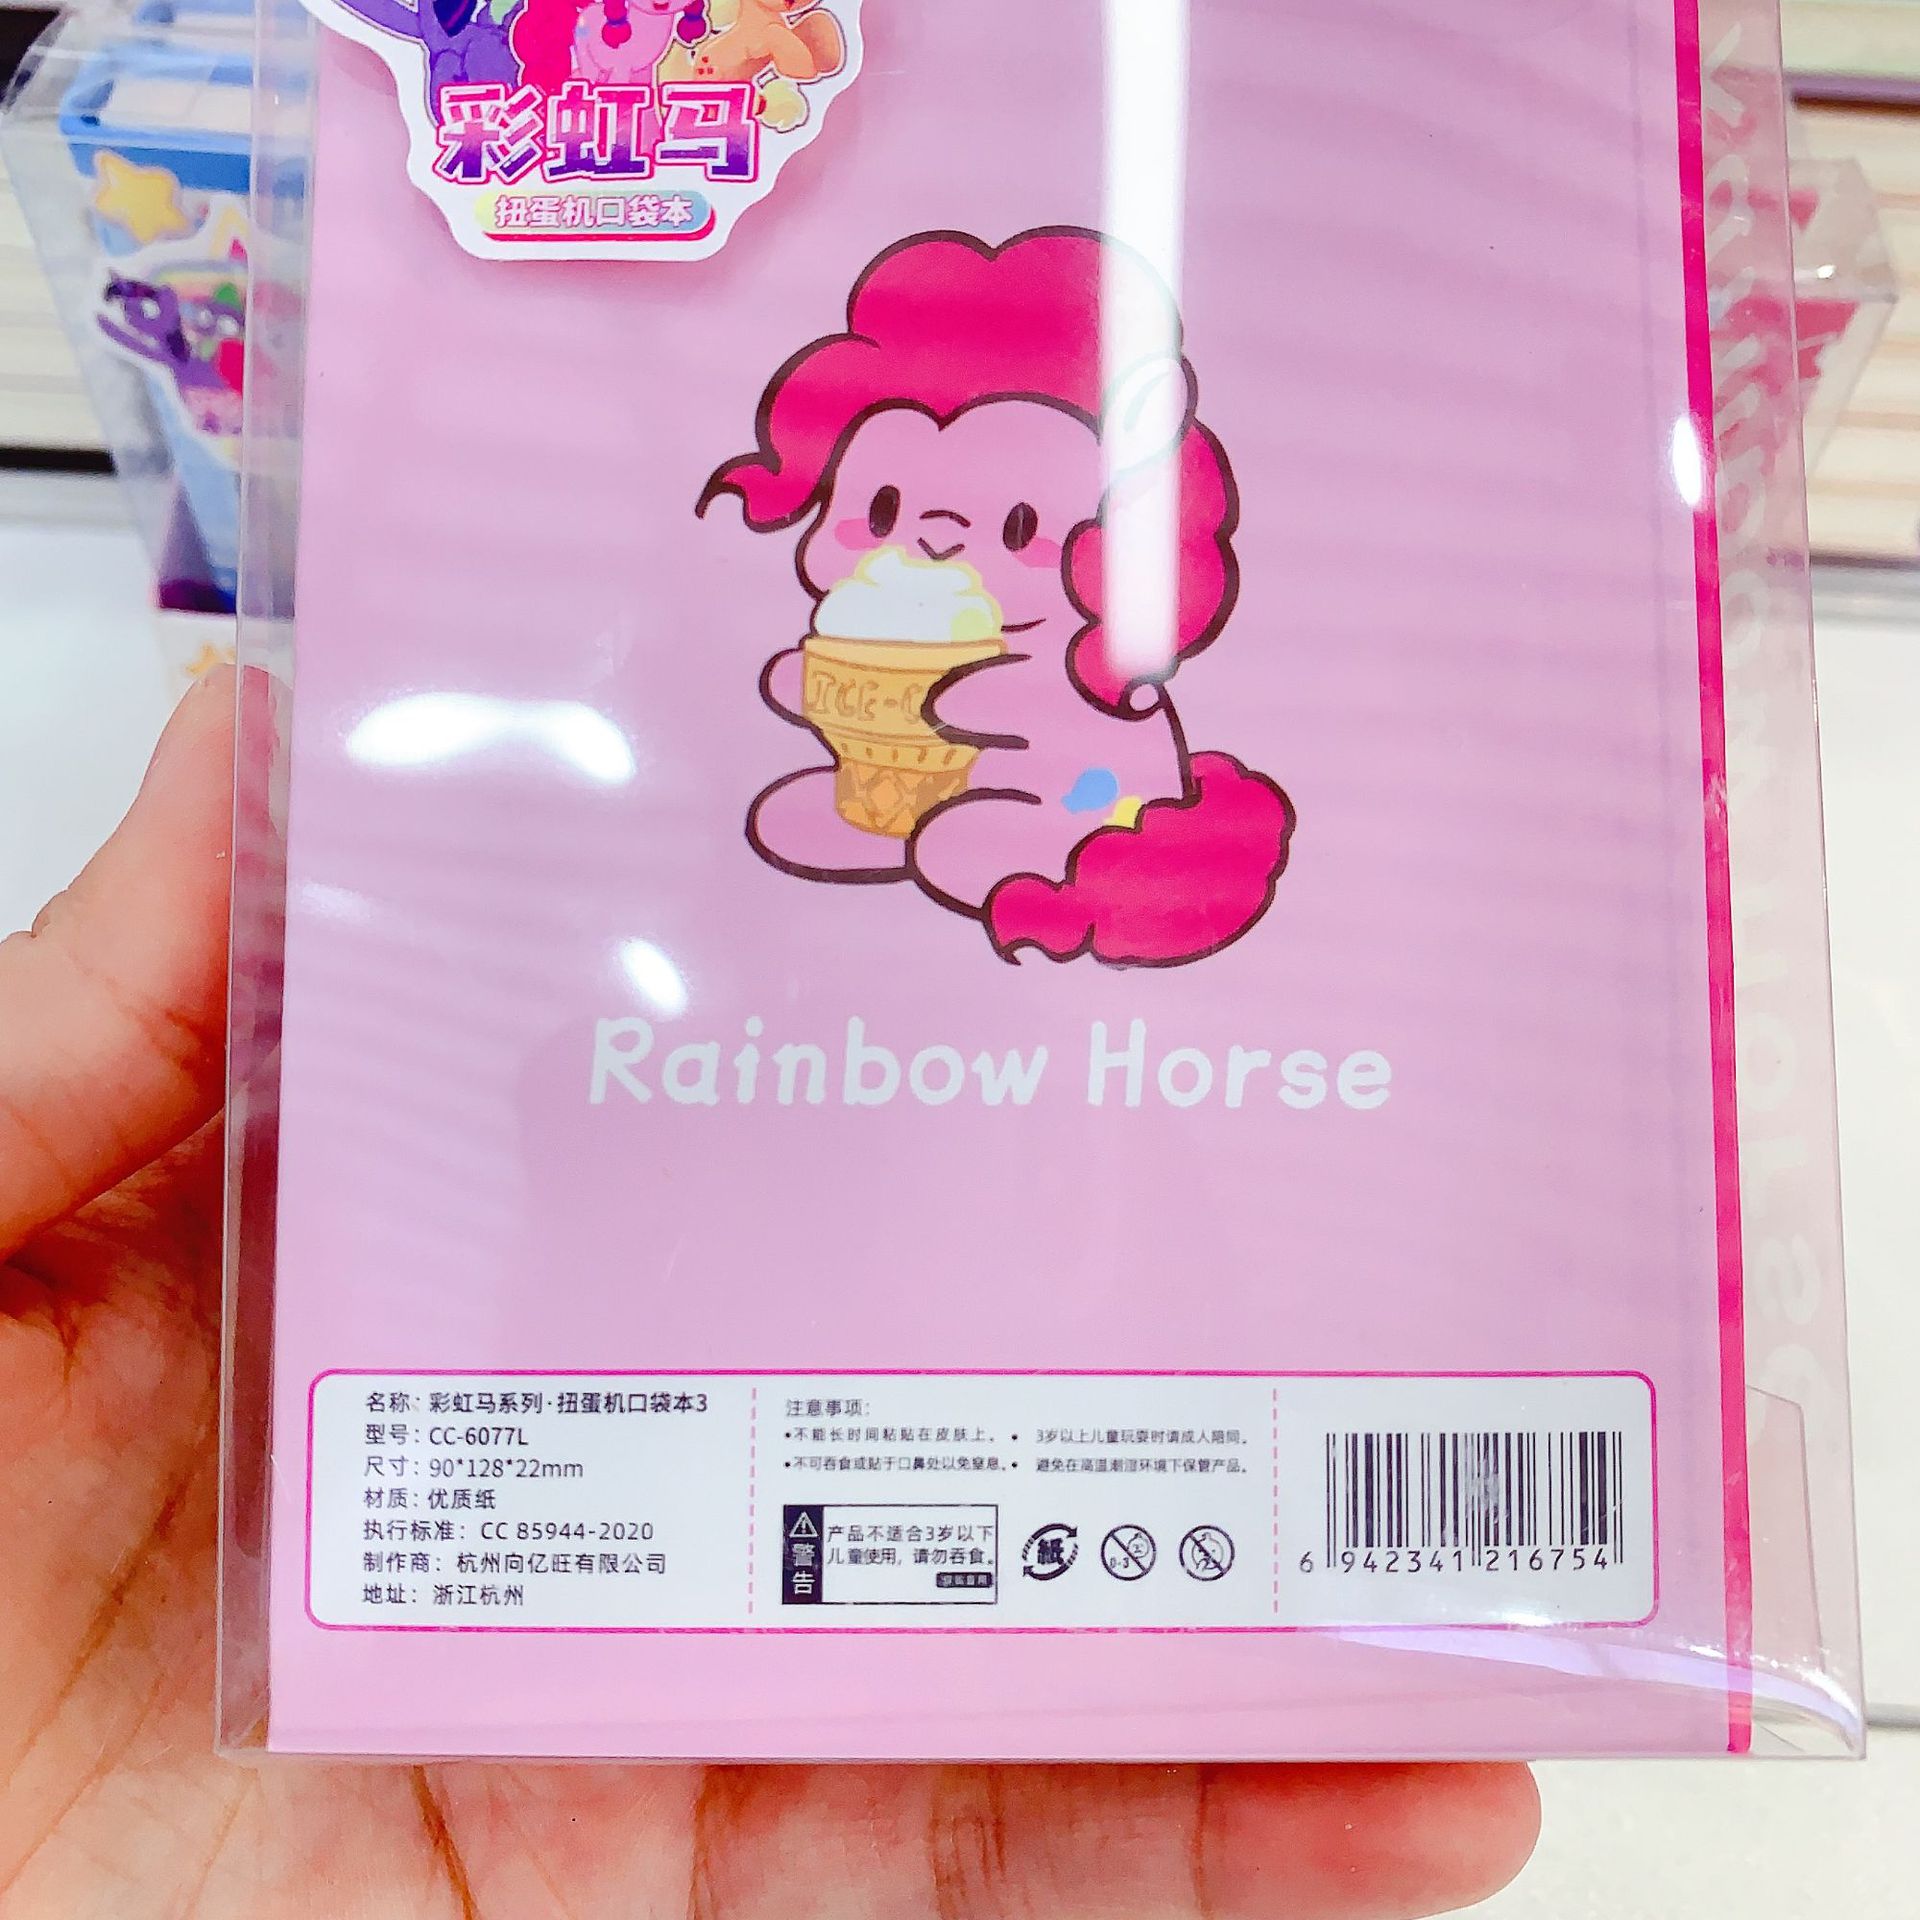 彩虹马
扭蛋机口袋本
ICE-C
Rainbow Horse
名称：彩虹马系列·扭蛋机口袋本3
型号：CC-6077L
尺寸：90*128*22mm
材质：优质纸
执行标准：CC 85944-2020
制作商：杭州向亿旺有限公司
地址：浙江杭州
注意事项：
•不能长时间粘贴在皮肤上。
• 3岁以上儿童玩耍时请成人陪同。
•不可吞食或贴于口鼻处以免窒息。
• 避免在高温潮湿环境下保管产品。
警告
产品不适合3岁以下
儿童使用，请勿吞食。
紙
0-3
6 942341 216754